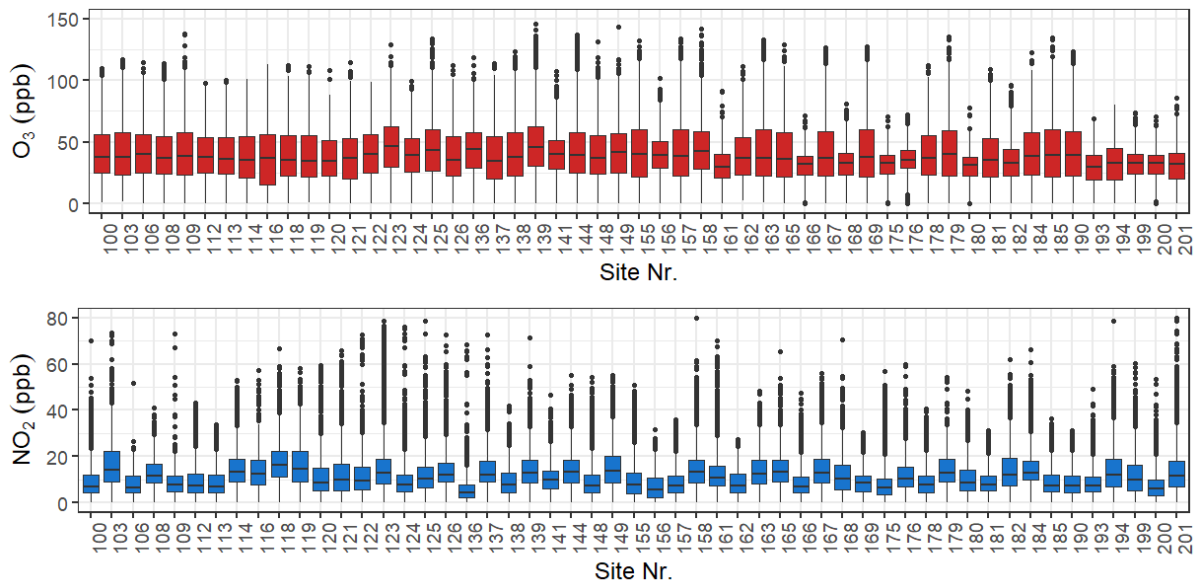 150
100
50
0
O₃ (ppb)
100 103 106 108 109 112 113 114 116 118 119 120 121 122 123 124 125 126 136 137 138 139 141 144 148 149 155 156 157 158 161 162 163 165 166 167 168 169 175 176 178 179 180 181 182 184 185 190 193 194 199 200 201
Site Nr.
80
60
40
20
0
NO₂ (ppb)
100 103 106 108 109 112 113 114 116 118 119 120 121 122 123 124 125 126 136 137 138 139 141 144 148 149 155 156 157 158 161 162 163 165 166 167 168 169 175 176 178 179 180 181 182 184 185 190 193 194 199 200 201
Site Nr.